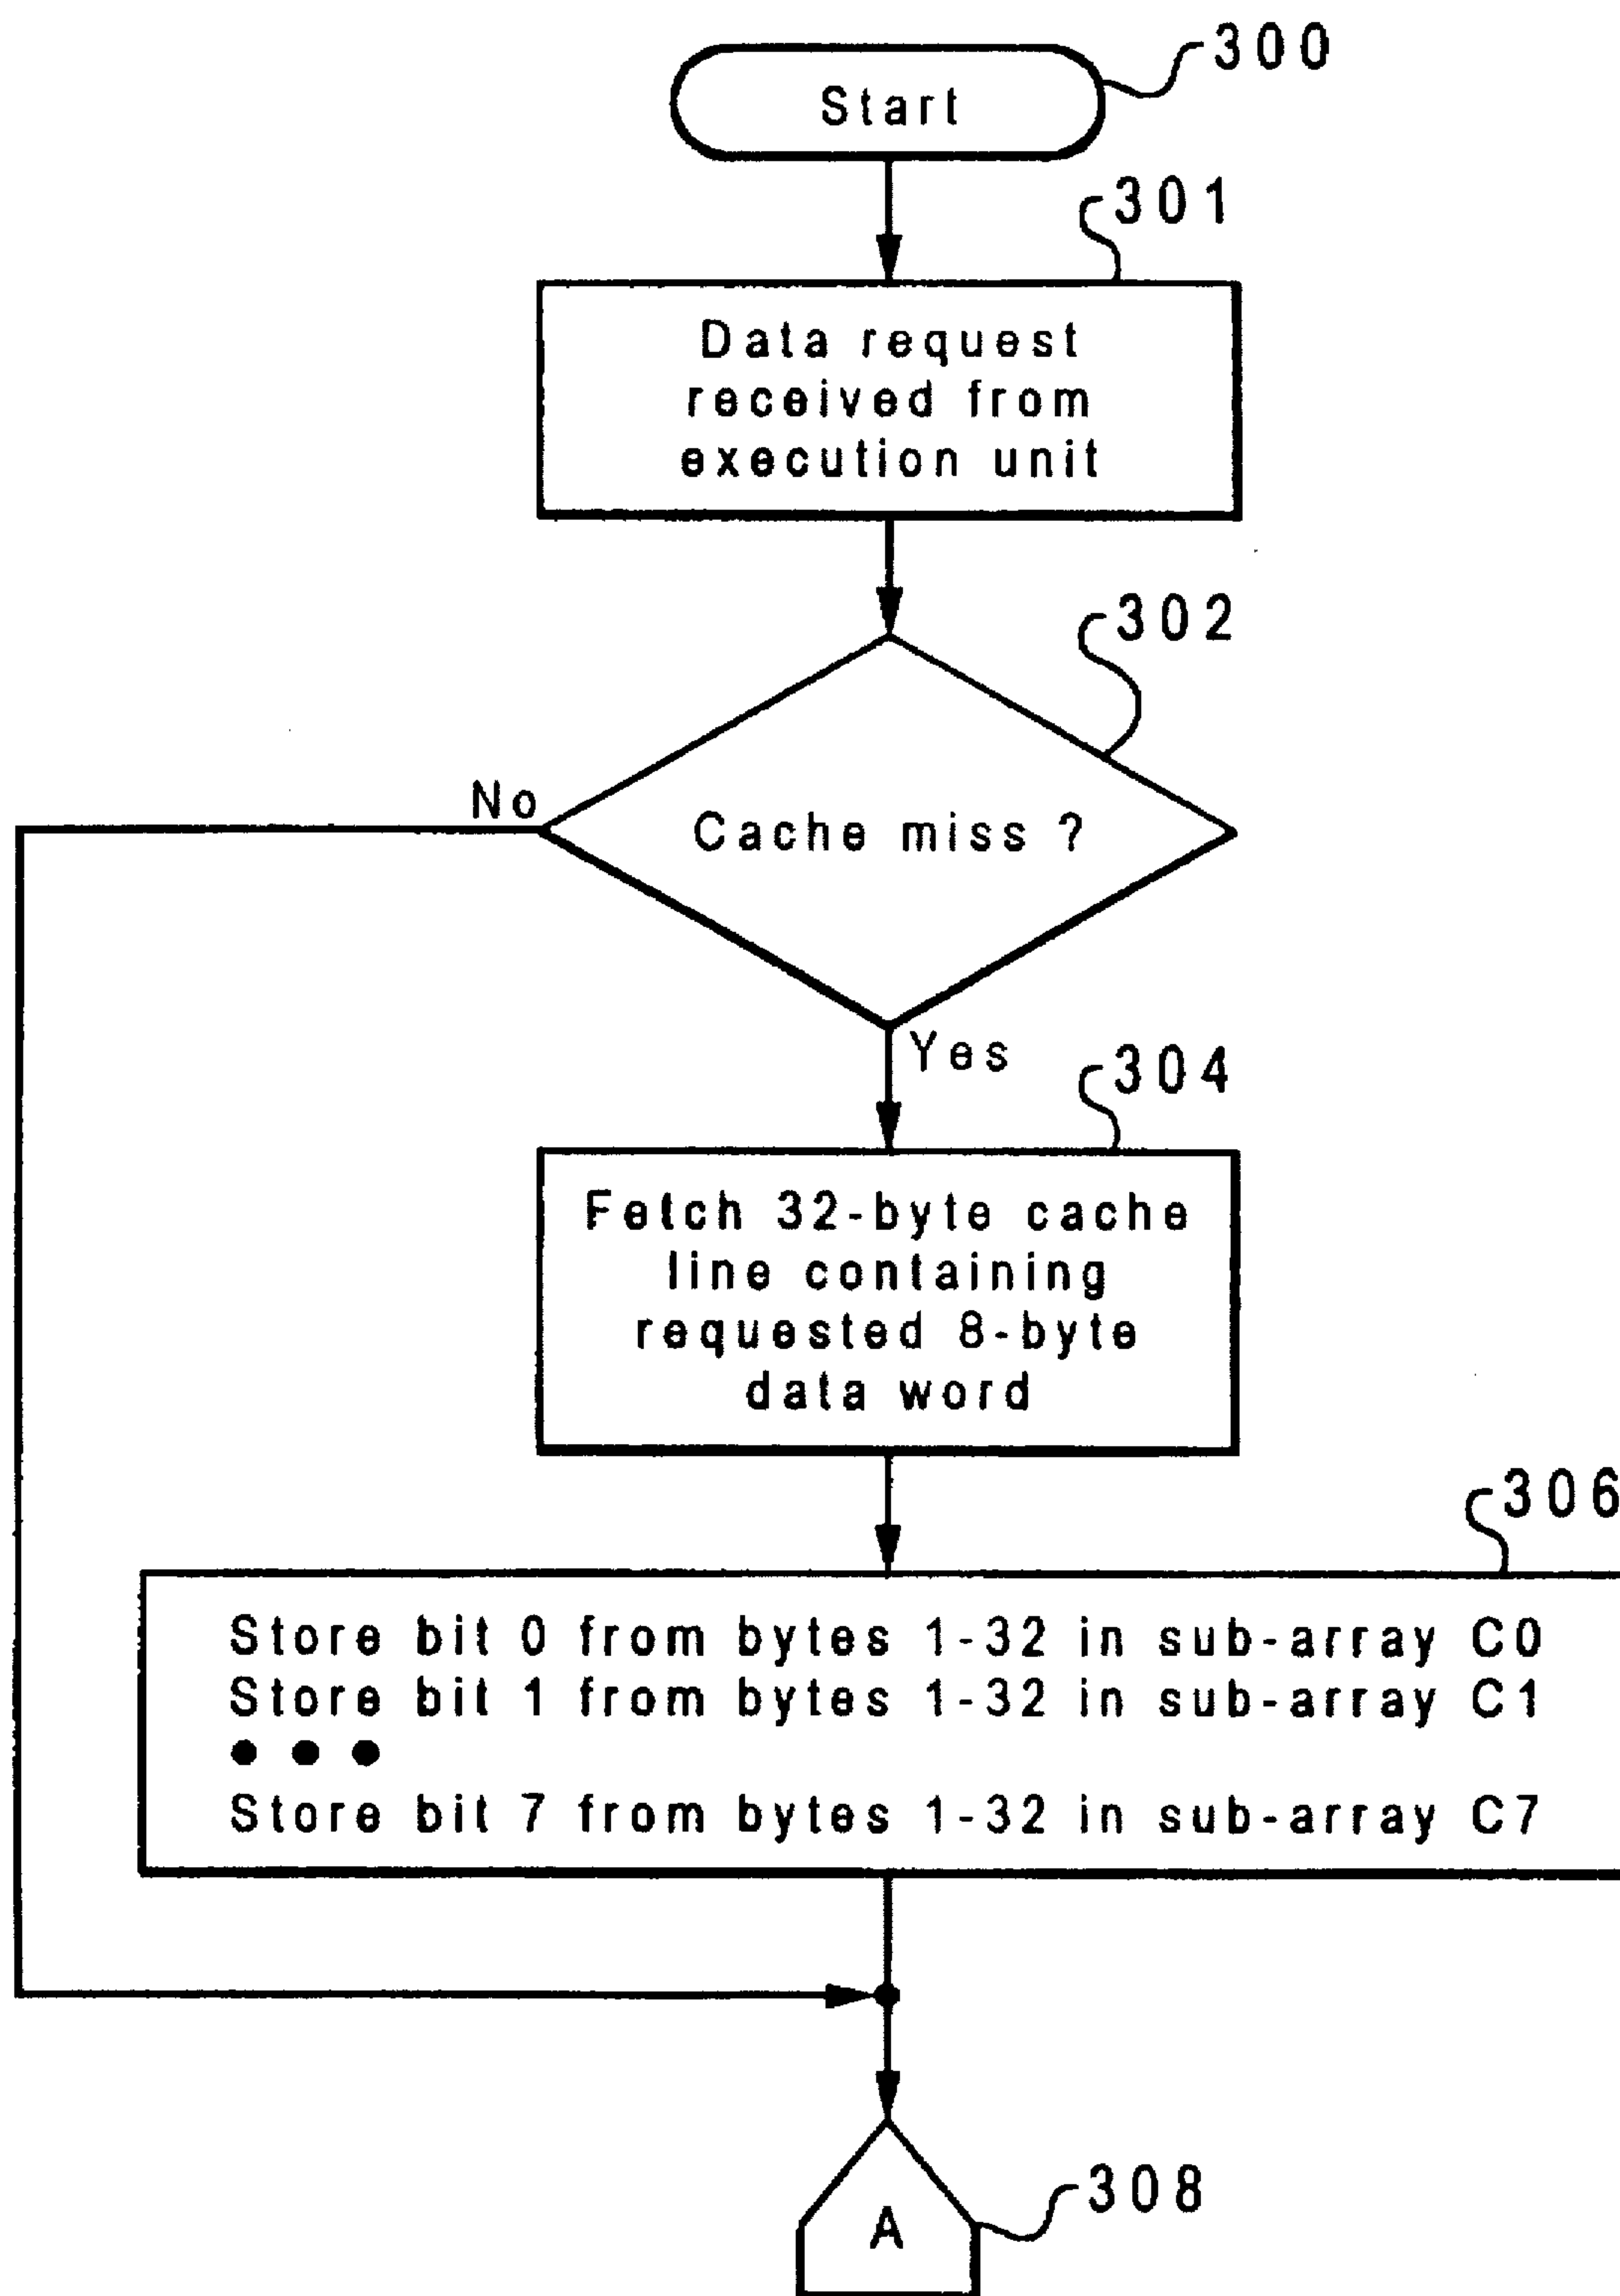 300
Start
301
Data request
received from
execution unit
302
No
Cache miss ?
Yes
304
Fetch 32-byte cache
line containing
requested 8-byte
data word
306
Store bit 0 from bytes 1-32 in sub-array C0
Store bit 1 from bytes 1-32 in sub-array C1
● ● ●
Store bit 7 from bytes 1-32 in sub-array C7
A
308